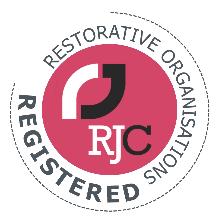 RESTORATIVE ORGANISATIONS
RJC
REGISTERED